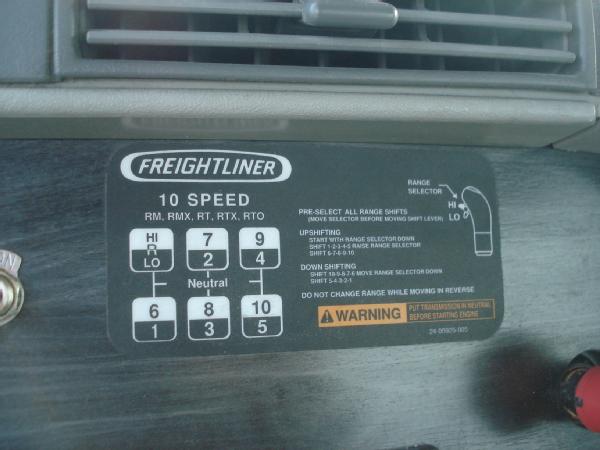 FREIGHTLINER
10 SPEED
RM, RMX, RT, RTX, RTO
HI 7 9
R
LO 2 4
Neutral
6 8 10
1 3 5
RANGE
SELECTOR
HI
LO
PRE-SELECT ALL RANGE SHIFTS
(MOVE SELECTOR BEFORE MOVING SHIFT LEVER)
UPSHIFTING
START WITH RANGE SELECTOR DOWN
SHIFT 1-2-3-4-5 RAISE RANGE SELECTOR
SHIFT 6-7-8-9-10
DOWN SHIFTING
SHIFT 10-9-8-7-6 MOVE RANGE SELECTOR DOWN
SHIFT 5-4-3-2-1
DO NOT CHANGE RANGE WHILE MOVING IN REVERSE
WARNING
PUT TRANSMISSION IN NEUTRAL
BEFORE STARTING ENGINE
ON